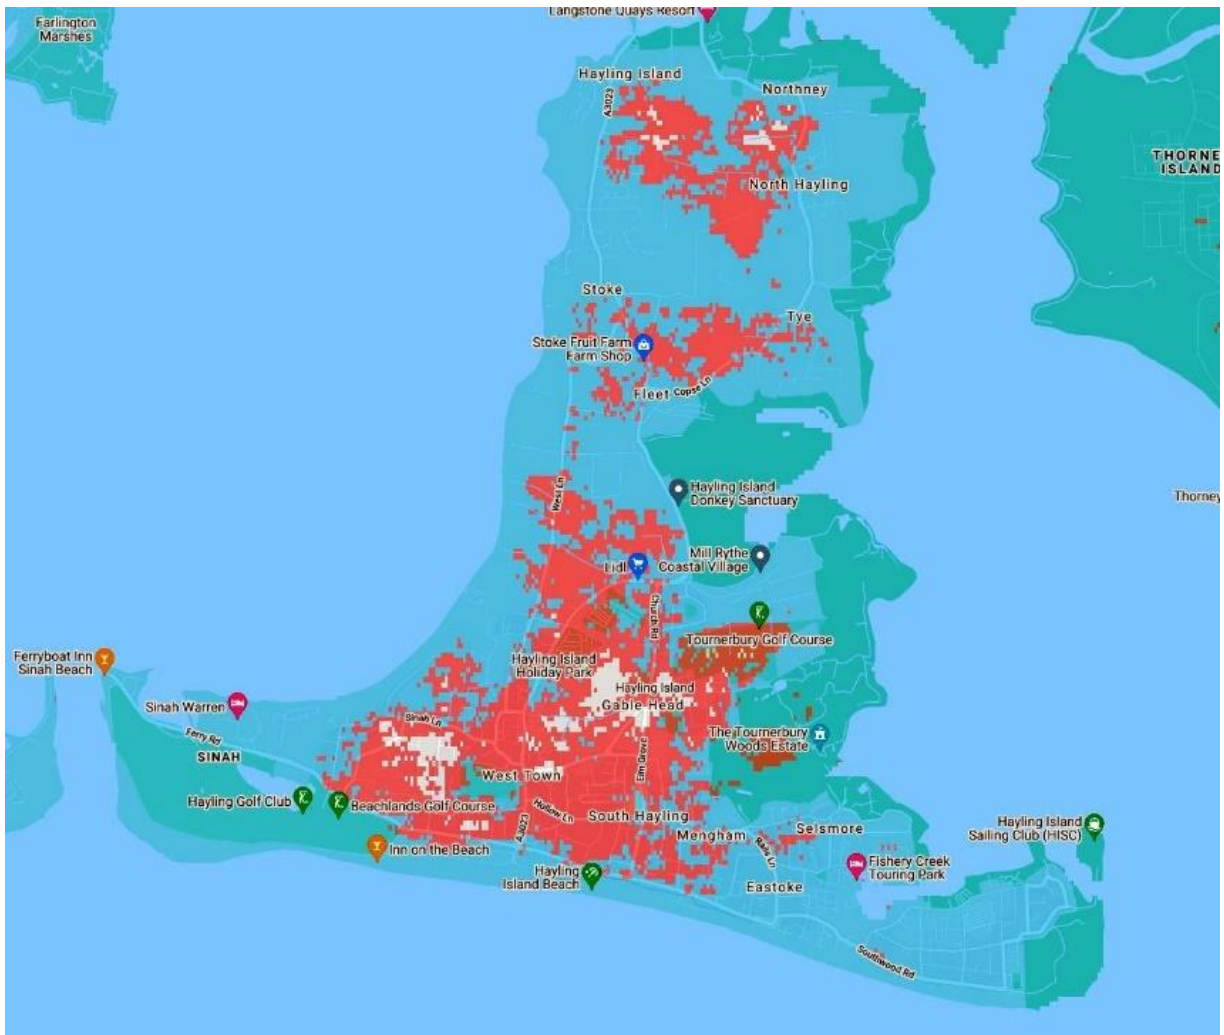 Langstone Quays Resort
Farlington
Marshes
Hayling Island
A3023
Northney
THORNE
ISLAND
North Hayling
Stoke
Tye
Stoke Fruit Farm
Farm Shop
Fleet
Copse Ln
West Ln
Hayling Island
Donkey Sanctuary
Thorney
Mill Rythe
Coastal Village
Lidl
Church Rd
Tournerbury Golf Course
Ferryboat Inn
Sinah Beach
Hayling Island
Holiday Park
Hayling Island
Gable Head
Sinah Warren
Sinah Ln
Ferry Rd
SINAH
Elm Grove
The Tournerbury
Woods Estate
West Town
Hayling Golf Club
Beachlands Golf Course
Hollow Ln
South Hayling
A3023
Mengham
Selsmore
Rails Ln
Hayling Island
Sailing Club (HISC)
Inn on the Beach
Hayling
Island Beach
Fishery Creek
Touring Park
Eastoke
Southwood Rd